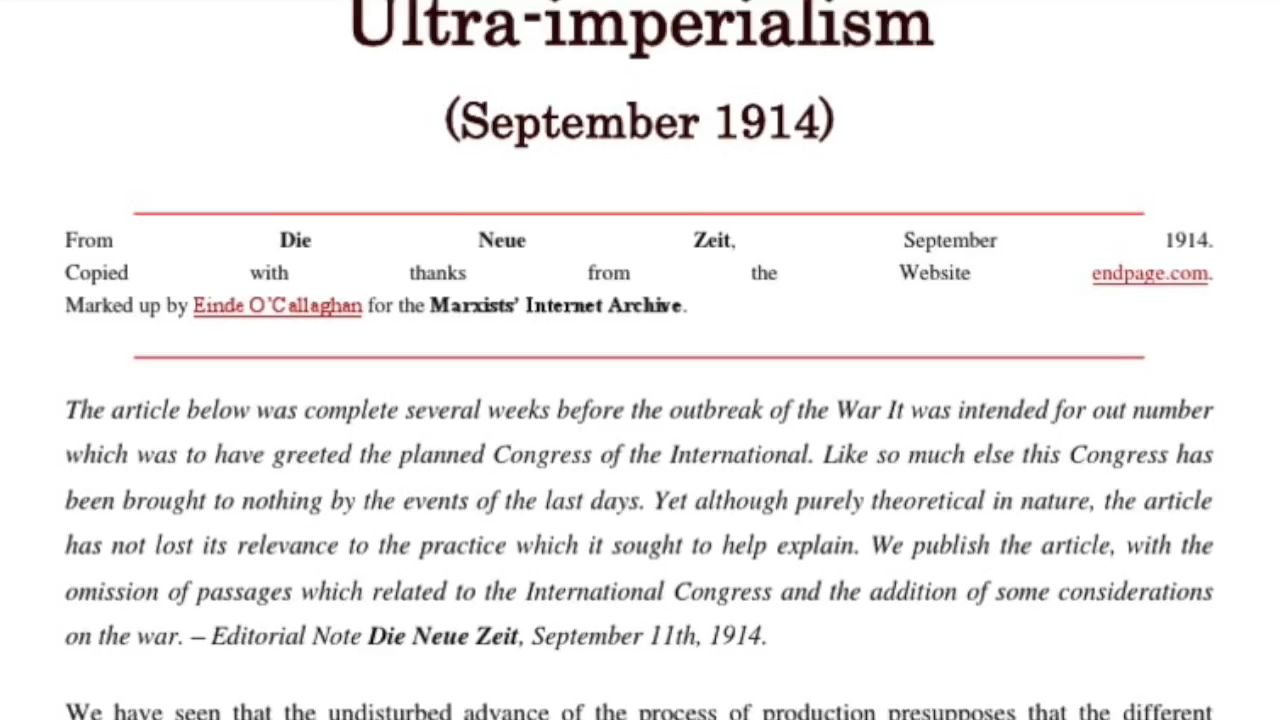 Ultra-imperialism
(September 1914)
From Die Neue Zeit, September 1914.
Copied with thanks from the Website endpage.com.
Marked up by Einde O'Callaghan for the Marxists' Internet Archive.
The article below was complete several weeks before the outbreak of the War It was intended for out number
which was to have greeted the planned Congress of the International. Like so much else this Congress has
been brought to nothing by the events of the last days. Yet although purely theoretical in nature, the article
has not lost its relevance to the practice which it sought to help explain. We publish the article, with the
omission of passages which related to the International Congress and the addition of some considerations
on the war. – Editorial Note Die Neue Zeit, September 11th, 1914.
We have seen that the undisturbed advance of the process of production presupposes that the different